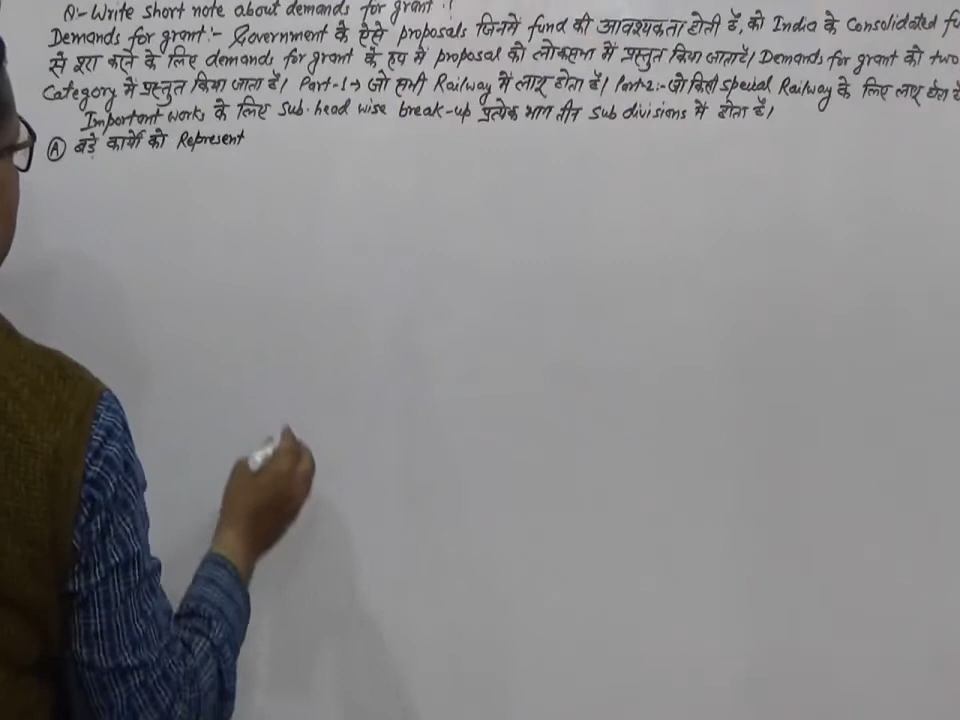 Q:- Write short note about demands for grant !
Demands for grant:- Government के ऐसे proposals जिनमें fund की आवश्यकता होती हैं, को India के Consolidated
से पूरा करने के लिए demands for grant के रूप में proposal को लोकसभा में प्रस्तुत किया जाता है। Demands for grant को two
Category में प्रस्तुत किया जाता है। Part-1→ जो सभी Railway में लागू होता है। Part-2:- जो किसी special Railway के लिए लागू होता है
Important works के लिए sub-head wise break-up प्रत्येक भाग तीन sub divisions में होता है।
(A) बड़े कार्यों को Represent